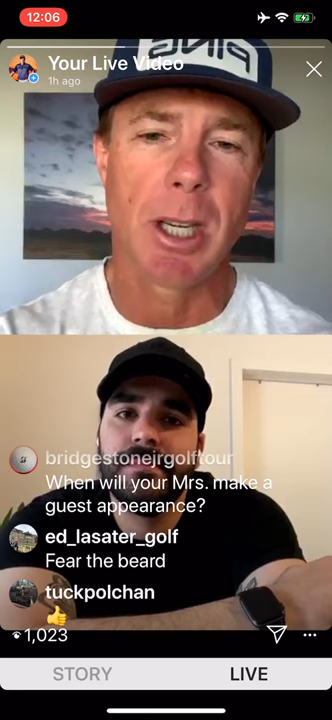 12:06
PING
Your Live Video
1h ago
bridgestonejrgolftour
When will your Mrs. make a
guest appearance?
ed_lasater_golf
Fear the beard
tuckpolchan
👍
1,023
STORY
LIVE